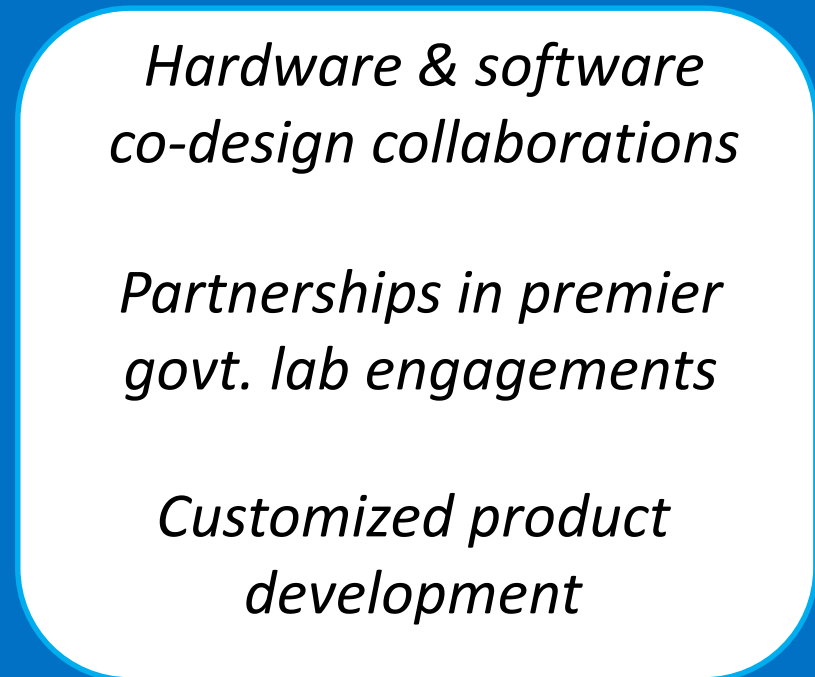 Hardware & software
co-design collaborations
Partnerships in premier
govt. lab engagements
Customized product
development